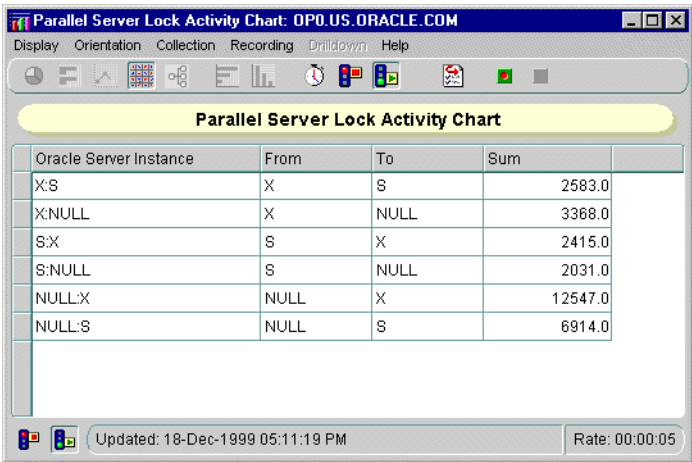 Parallel Server Lock Activity Chart: OP0.US.ORACLE.COM
Display Orientation Collection Recording Drilldown Help
Parallel Server Lock Activity Chart
Oracle Server Instance From To Sum
X:S X S 2583.0
X:NULL X NULL 3368.0
S:X S X 2415.0
S:NULL S NULL 2031.0
NULL:X NULL X 12547.0
NULL:S NULL S 6914.0
Updated: 18-Dec-1999 05:11:19 PM Rate: 00:00:05